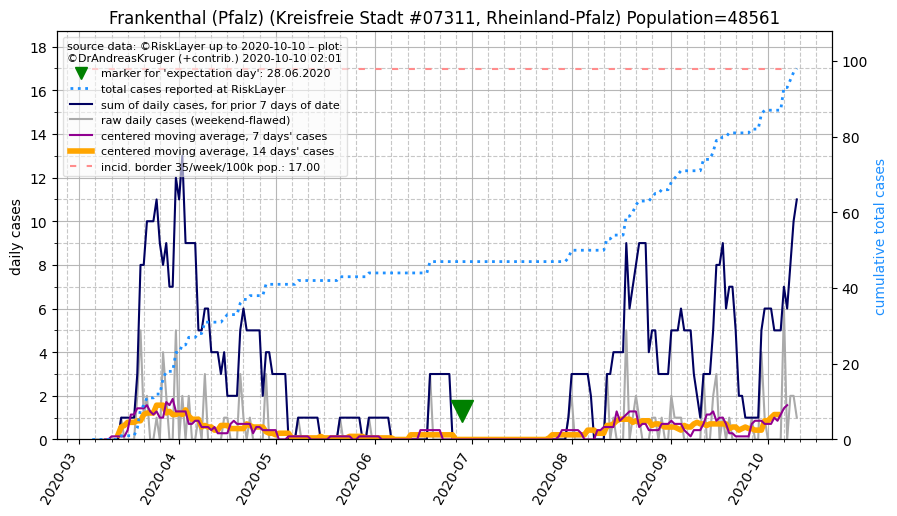 Frankenthal (Pfalz) (Kreisfreie Stadt #07311, Rheinland-Pfalz) Population=48561
source data: ©RiskLayer up to 2020-10-10 – plot:
©DrAndreasKruger (+contrib.) 2020-10-10 02:01
marker for 'expectation day': 28.06.2020
total cases reported at RiskLayer
sum of daily cases, for prior 7 days of date
raw daily cases (weekend-flawed)
centered moving average, 7 days' cases
centered moving average, 14 days' cases
incid. border 35/week/100k pop.: 17.00
daily cases
18
16
14
12
10
8
6
4
2
0
cumulative total cases
100
80
60
40
20
0
2020-03
2020-04
2020-05
2020-06
2020-07
2020-08
2020-09
2020-10